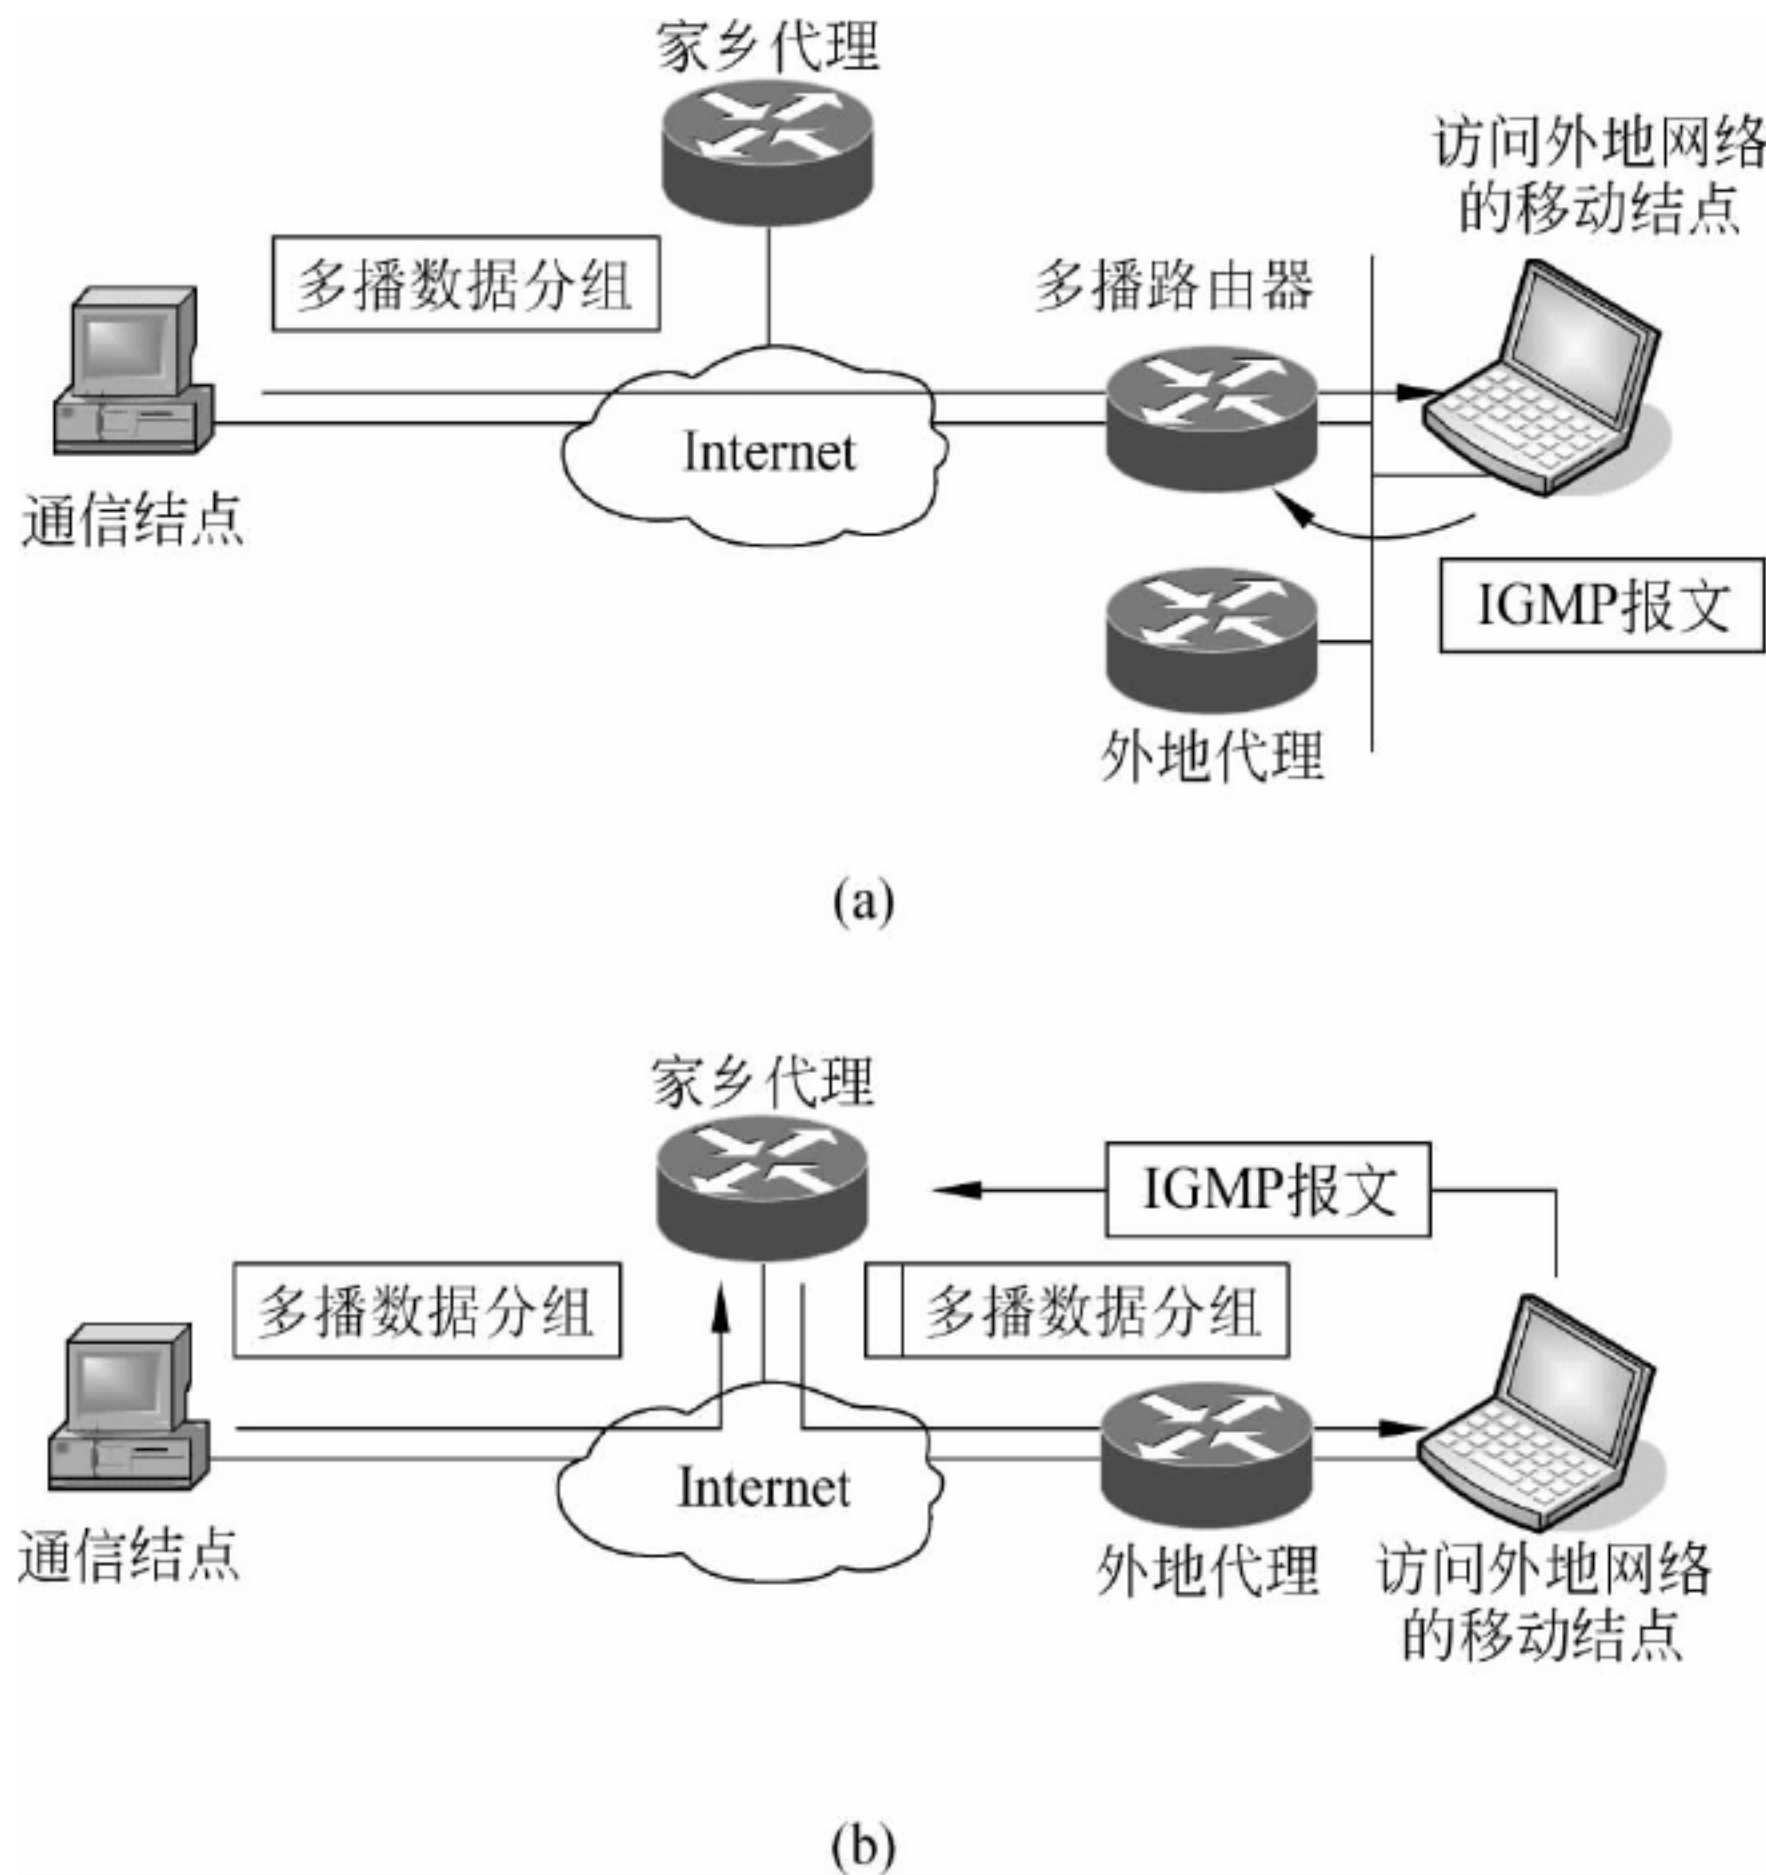 家乡代理
访问外地网络
的移动结点
多播数据分组
多播路由器
Internet
通信结点
IGMP报文
外地代理
(a)
家乡代理
IGMP报文
多播数据分组
多播数据分组
Internet
通信结点
外地代理
访问外地网络
的移动结点
(b)